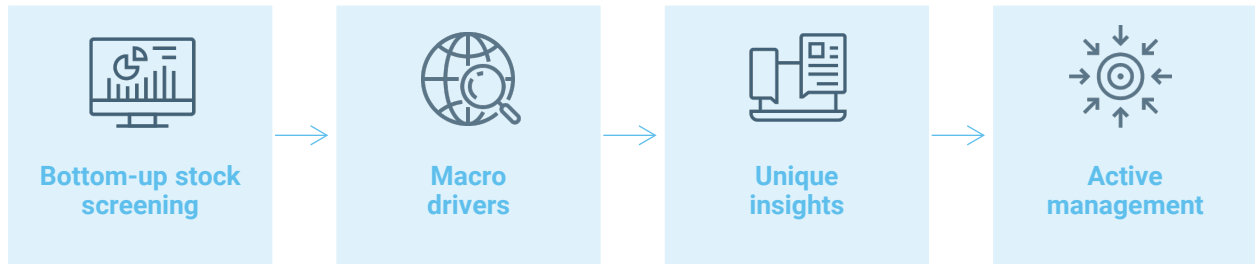 Bottom-up stock
screening
Macro
drivers
Unique
insights
Active
management